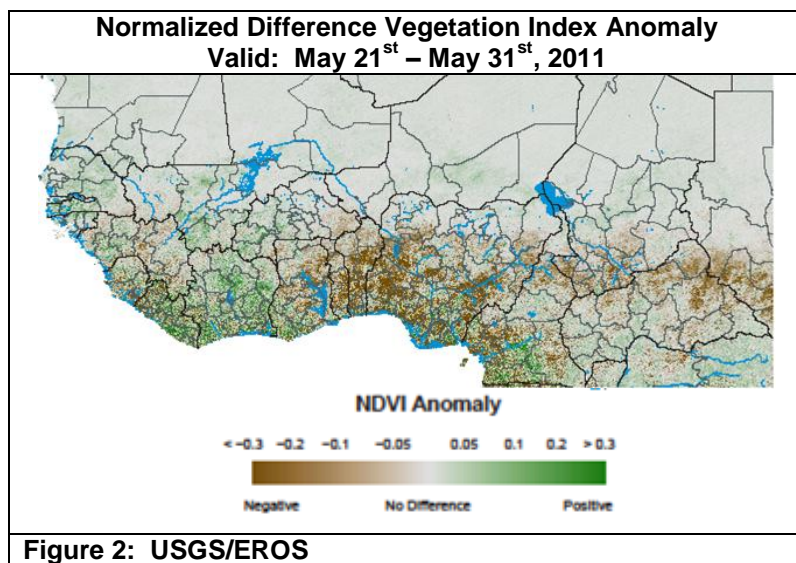 Normalized Difference Vegetation Index Anomaly
Valid: May 21st – May 31st, 2011
NDVI Anomaly
< -0.3 -0.2 -0.1 -0.05 0.05 0.1 0.2 > 0.3
Negative No Difference Positive
Figure 2: USGS/EROS